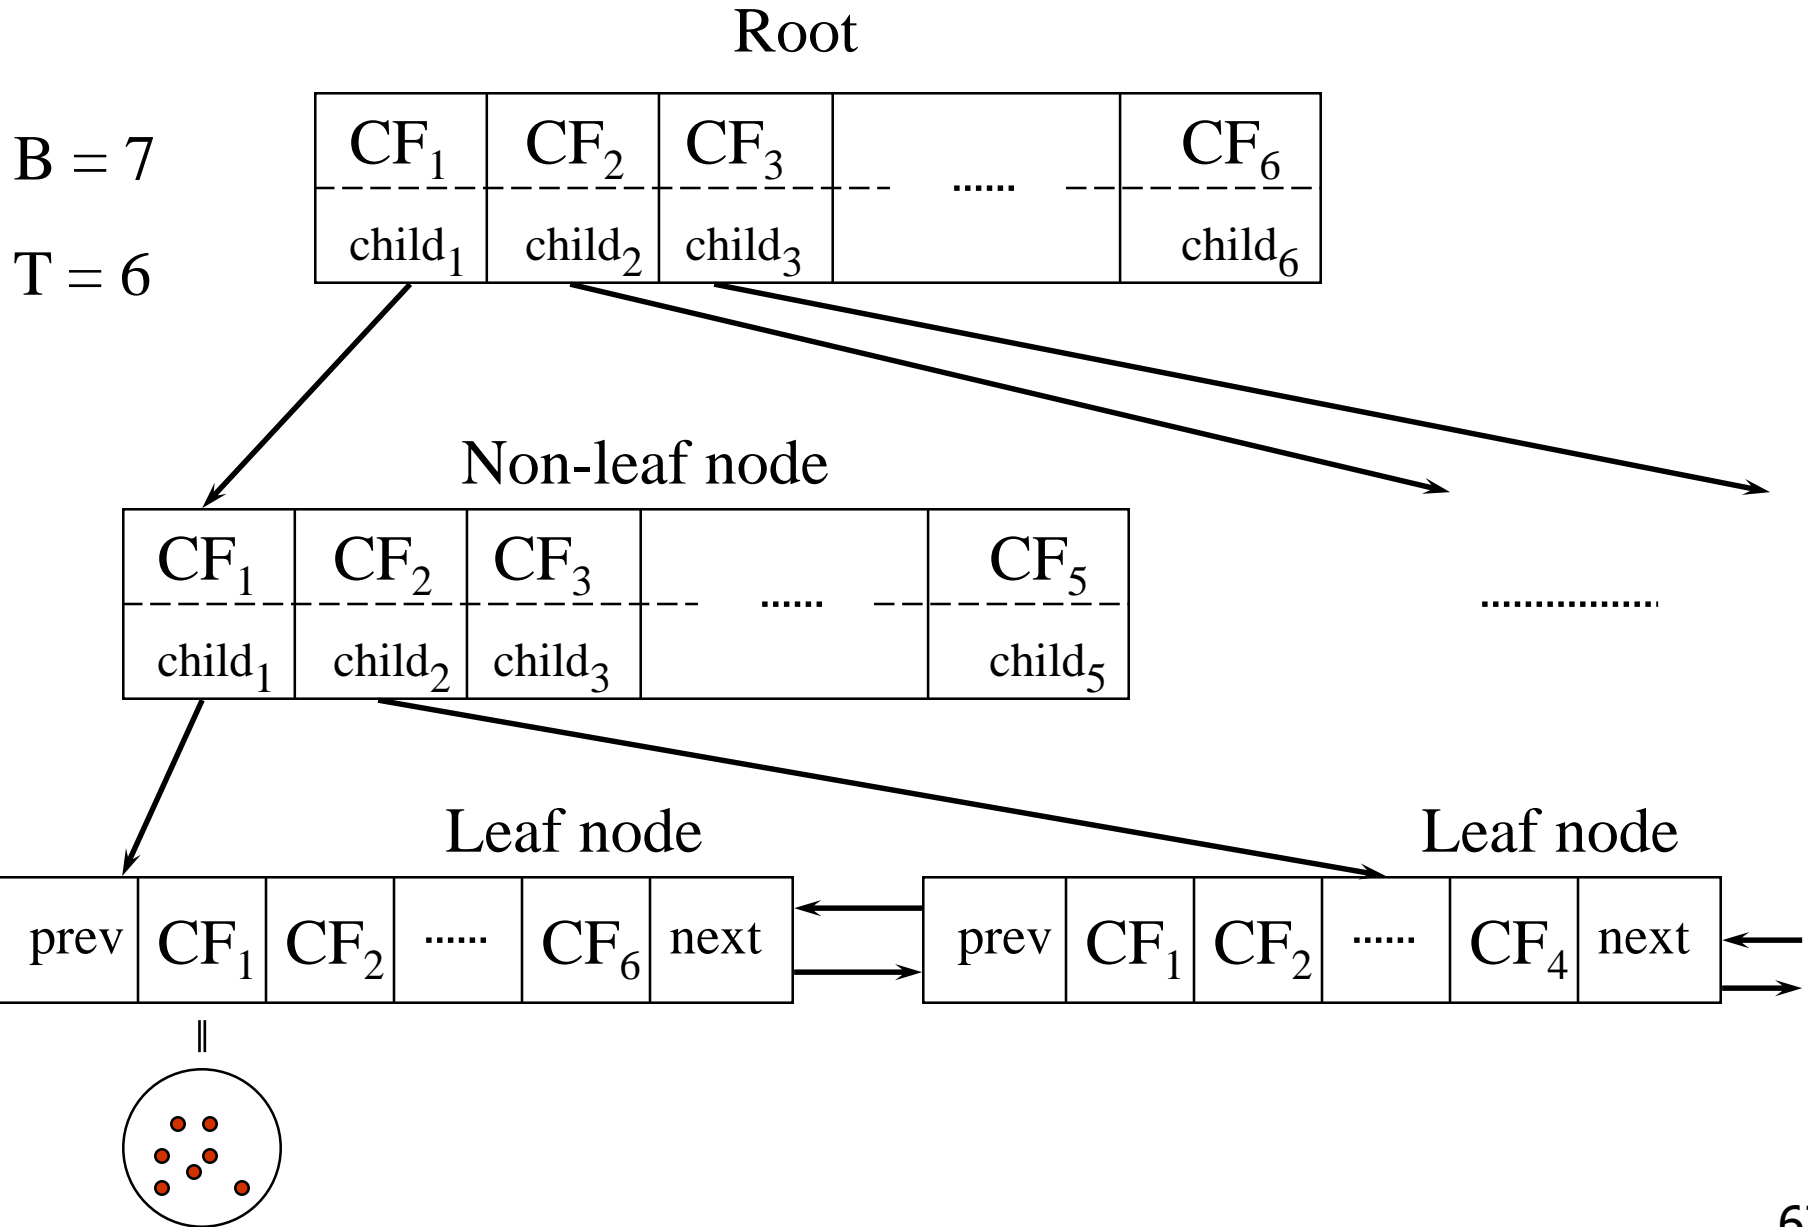 Root
B = 7
T = 6
CF1 CF2 CF3 ...... CF6
child1 child2 child3 child6
Non-leaf node
CF1 CF2 CF3 ...... CF5
child1 child2 child3 child5
Leaf node Leaf node
prev CF1 CF2 ...... CF6 next prev CF1 CF2 ...... CF4 next